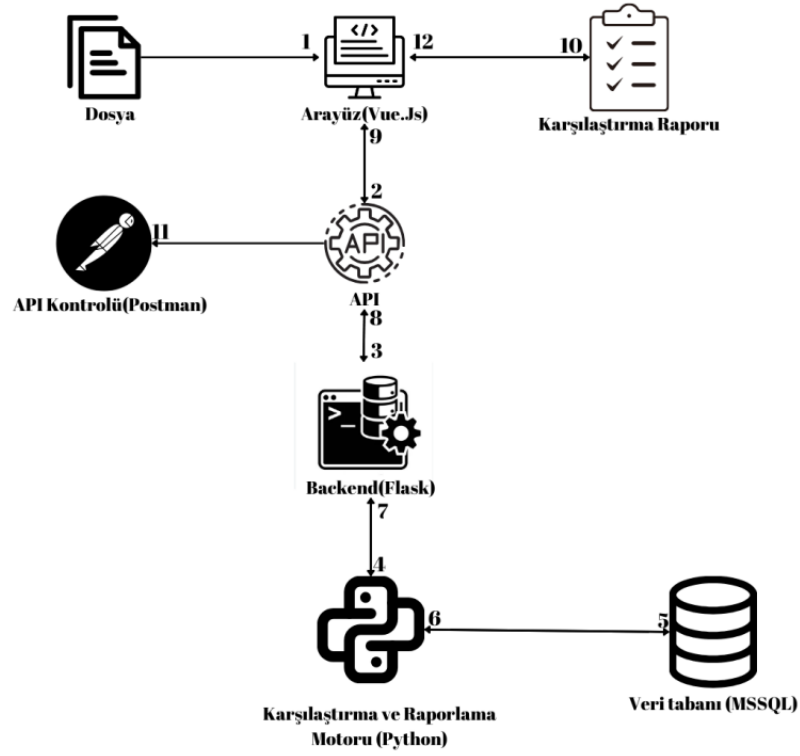 </>
1
12
10
Dosya
Arayüz(Vue.Js)
Karşılaştırma Raporu
9
2
11
API
API Kontrolü(Postman)
API
8
3
>_
Backend(Flask)
7
4
6
5
Karşılaştırma ve Raporlama
Motoru (Python)
Veri tabanı (MSSQL)